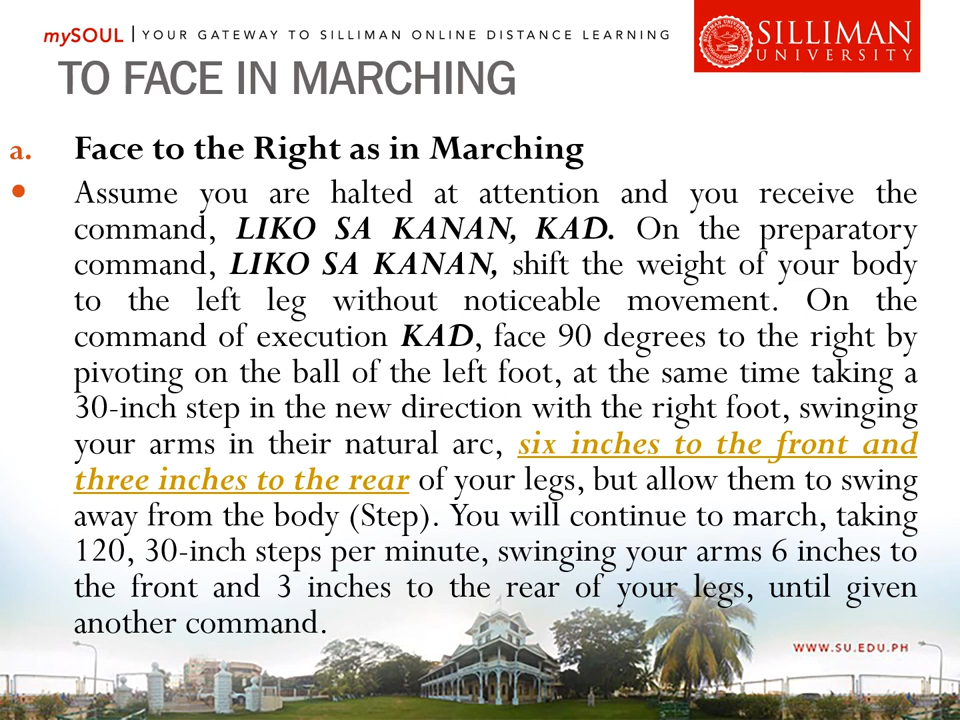 mySOUL | YOUR GATEWAY TO SILLIMAN ONLINE DISTANCE LEARNING
SILLIMAN
UNIVERSITY
TO FACE IN MARCHING
a. Face to the Right as in Marching
• Assume you are halted at attention and you receive the
command, LIKO SA KANAN, KAD. On the preparatory
command, LIKO SA KANAN, shift the weight of your body
to the left leg without noticeable movement. On the
command of execution KAD, face 90 degrees to the right by
pivoting on the ball of the left foot, at the same time taking a
30-inch step in the new direction with the right foot, swinging
your arms in their natural arc, six inches to the front and
three inches to the rear of your legs, but allow them to swing
away from the body (Step). You will continue to march, taking
120, 30-inch steps per minute, swinging your arms 6 inches to
the front and 3 inches to the rear of your legs, until given
another command.
WWW.SU.EDU.PH